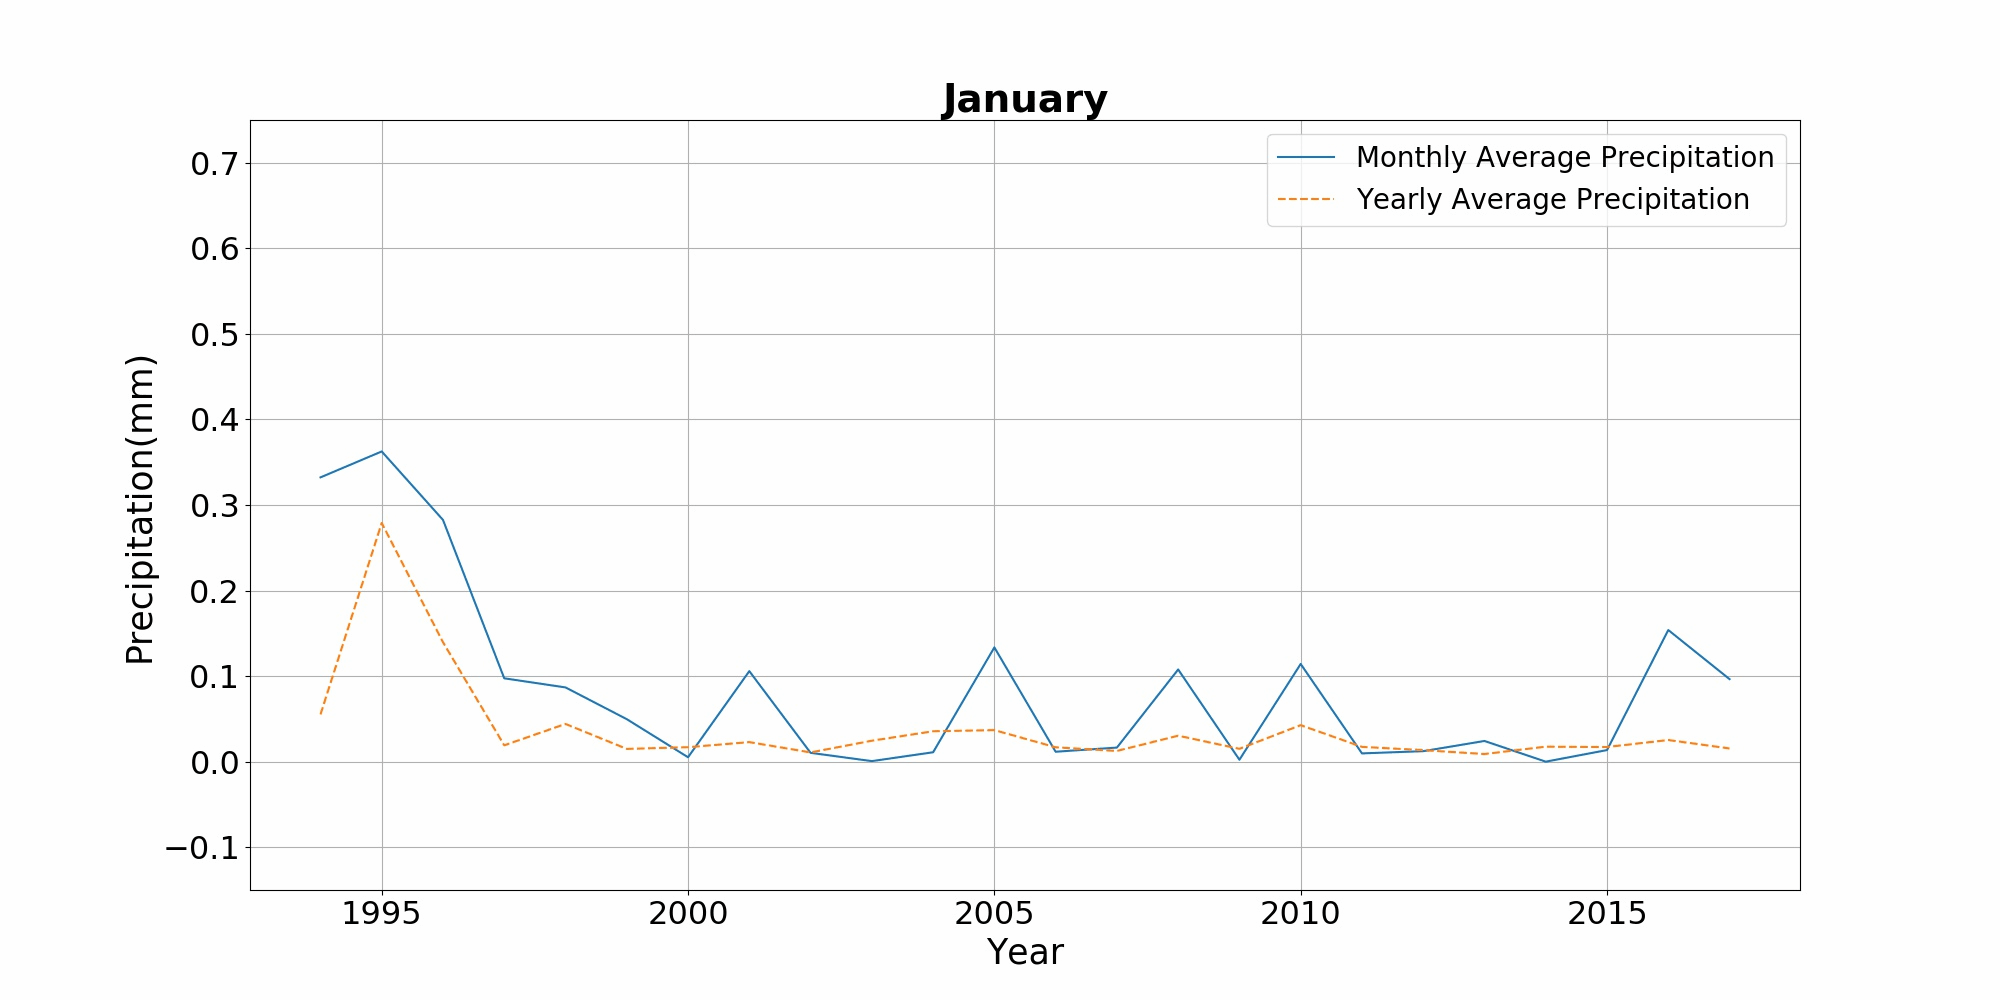 January
Monthly Average Precipitation
Yearly Average Precipitation
Precipitation(mm)
0.7
0.6
0.5
0.4
0.3
0.2
0.1
0.0
−0.1
1995 2000 2005 2010 2015
Year